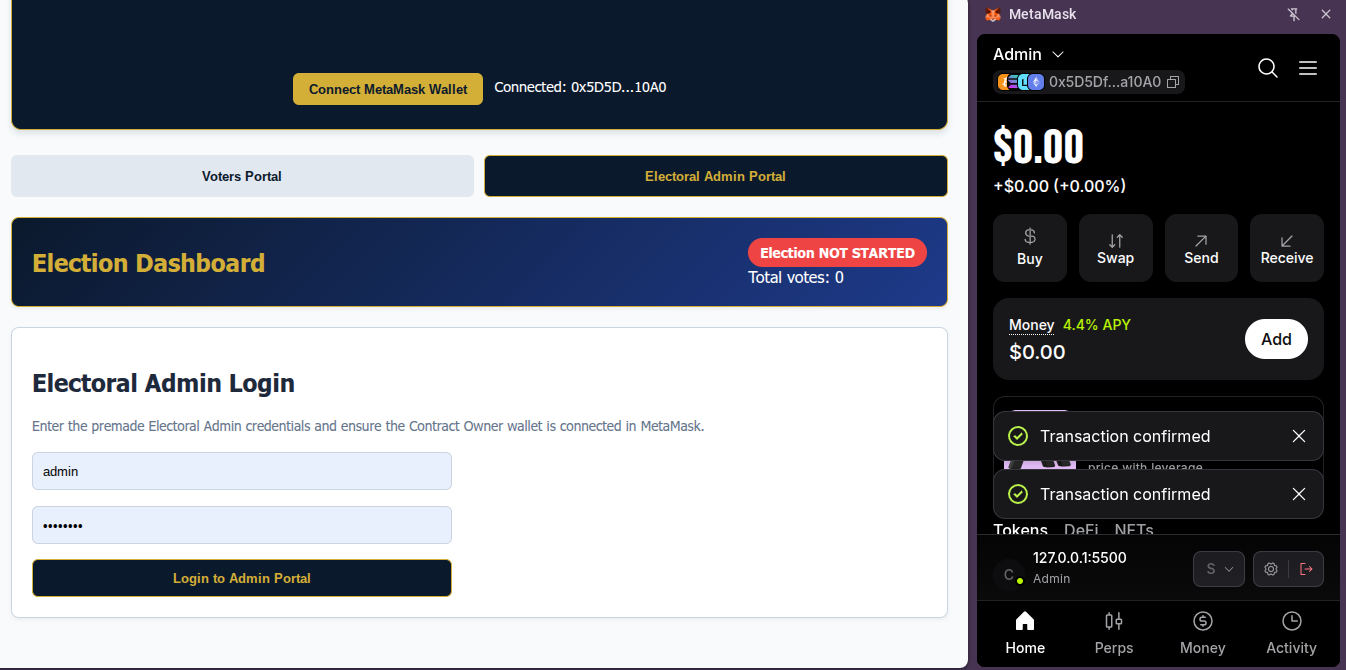 Connect MetaMask Wallet
Connected: 0x5D5D...10A0
Voters Portal
Electoral Admin Portal
Election Dashboard
Election NOT STARTED
Total votes: 0
Electoral Admin Login
Enter the premade Electoral Admin credentials and ensure the Contract Owner wallet is connected in MetaMask.
admin
••••••••
Login to Admin Portal
MetaMask
Admin
0x5D5Df...a10A0
$0.00
+$0.00 (+0.00%)
Buy
Swap
Send
Receive
Money 4.4% APY
$0.00
Add
Transaction confirmed
price with leverage
Transaction confirmed
Tokens DeFi NFTs
C
127.0.0.1:5500
Admin
S
Home
Perps
Money
Activity